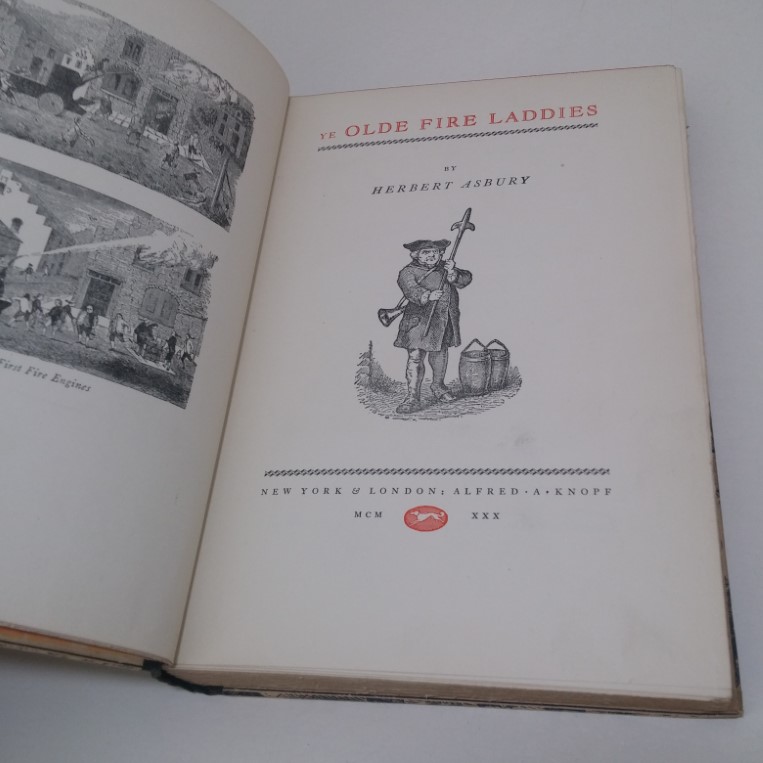 First Fire Engines
YE OLDE FIRE LADDIES
BY
HERBERT ASBURY
NEW YORK & LONDON: ALFRED · A · KNOPF
MCM XXX